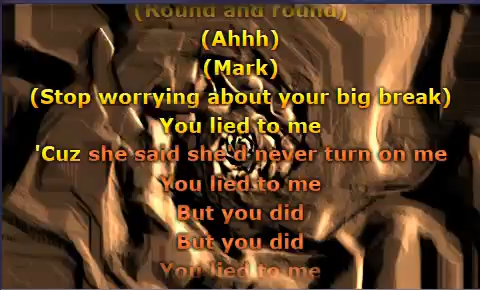 (Round and round)
(Ahhh)
(Mark)
(Stop worrying about your big break)
You lied to me
'Cuz she said she'd never turn on me
You lied to me
But you did
But you did
You lied to me